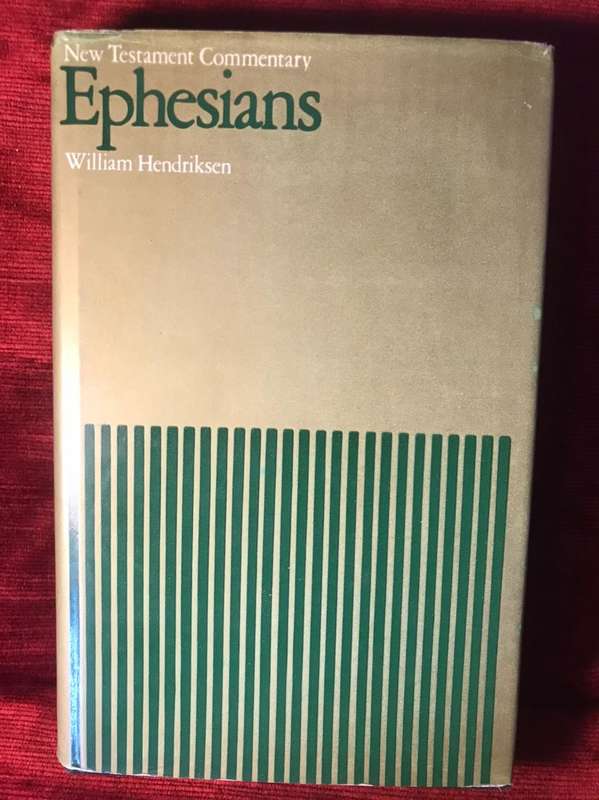 New Testament Commentary
Ephesians
William Hendriksen